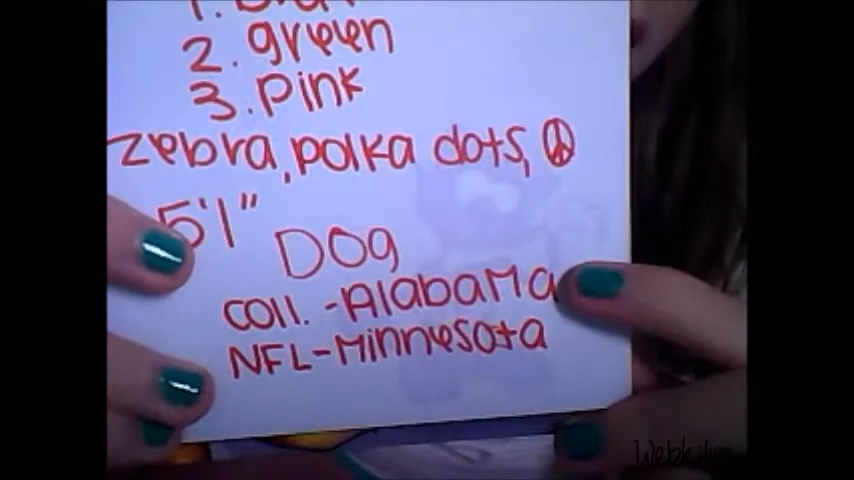 2. green
3. pink
zebra, polka dots, ☮
5'1"
Dog
coll. - Alabama
NFL - Minnesota